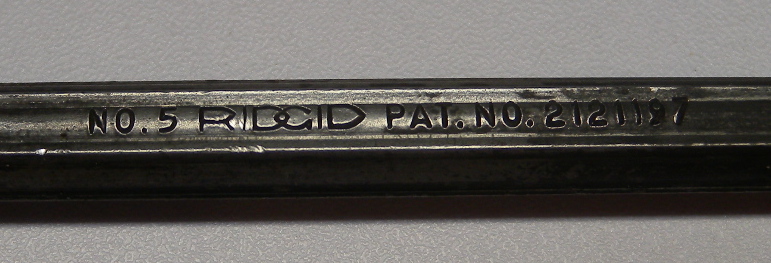 NO. 5 RIDGID PAT. NO. 2121197